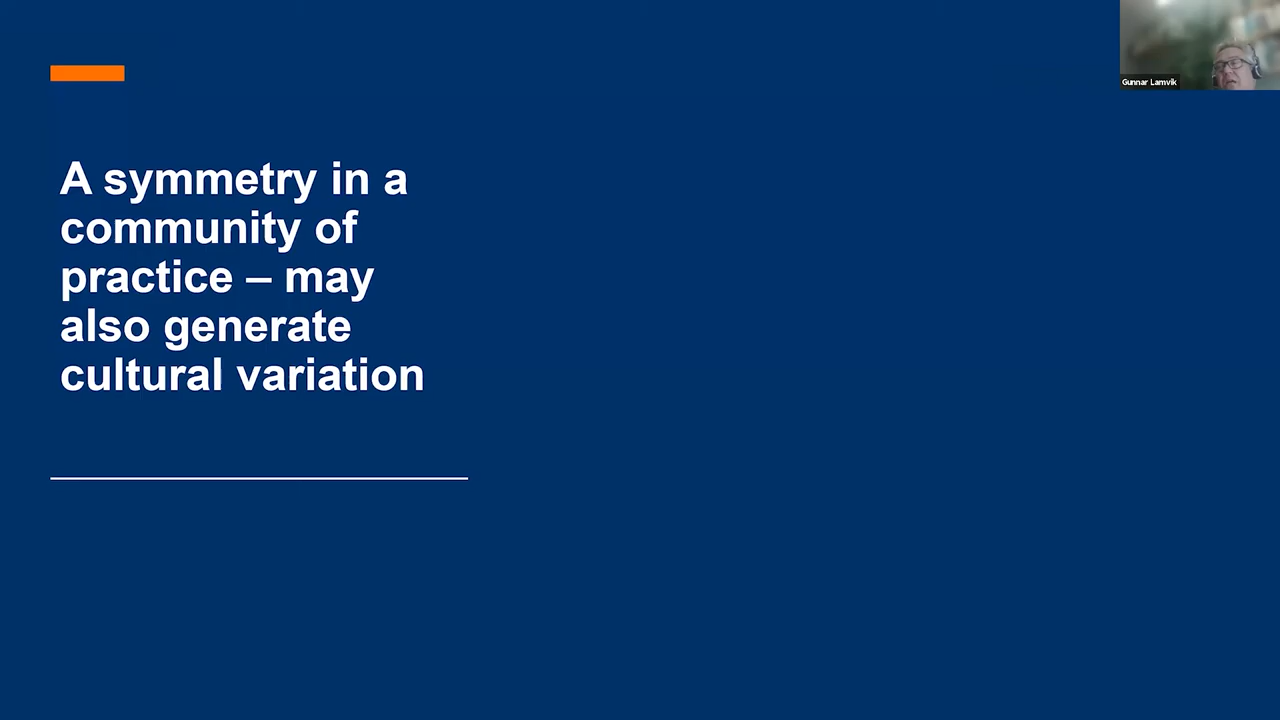 Gunnar Lamvik
A symmetry in a
community of
practice – may
also generate
cultural variation